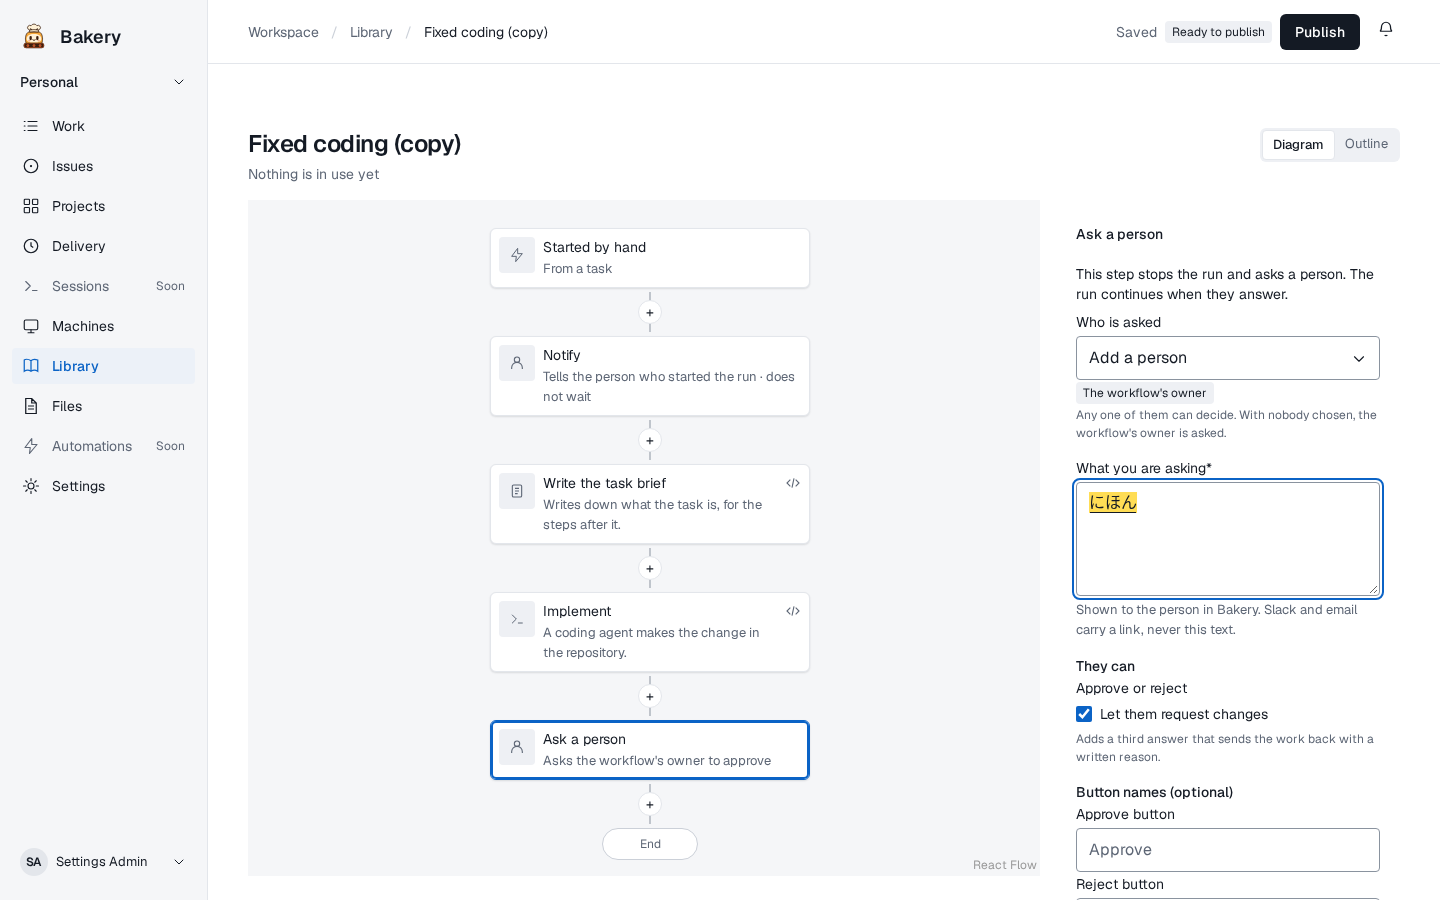 Bakery
Personal
Work
Issues
Projects
Delivery
Sessions Soon
Machines
Library
Files
Automations Soon
Settings
SA Settings Admin
Workspace / Library / Fixed coding (copy)
Saved Ready to publish Publish
Fixed coding (copy)
Nothing is in use yet
Diagram Outline
Started by hand
From a task
+
Notify
Tells the person who started the run · does
not wait
+
Write the task brief
Writes down what the task is, for the
steps after it.
+
Implement
A coding agent makes the change in
the repository.
+
Ask a person
Asks the workflow's owner to approve
+
End
React Flow
Ask a person
This step stops the run and asks a person. The
run continues when they answer.
Who is asked
Add a person
The workflow's owner
Any one of them can decide. With nobody chosen, the
workflow's owner is asked.
What you are asking*
にほん
Shown to the person in Bakery. Slack and email
carry a link, never this text.
They can
Approve or reject
Let them request changes
Adds a third answer that sends the work back with a
written reason.
Button names (optional)
Approve button
Approve
Reject button